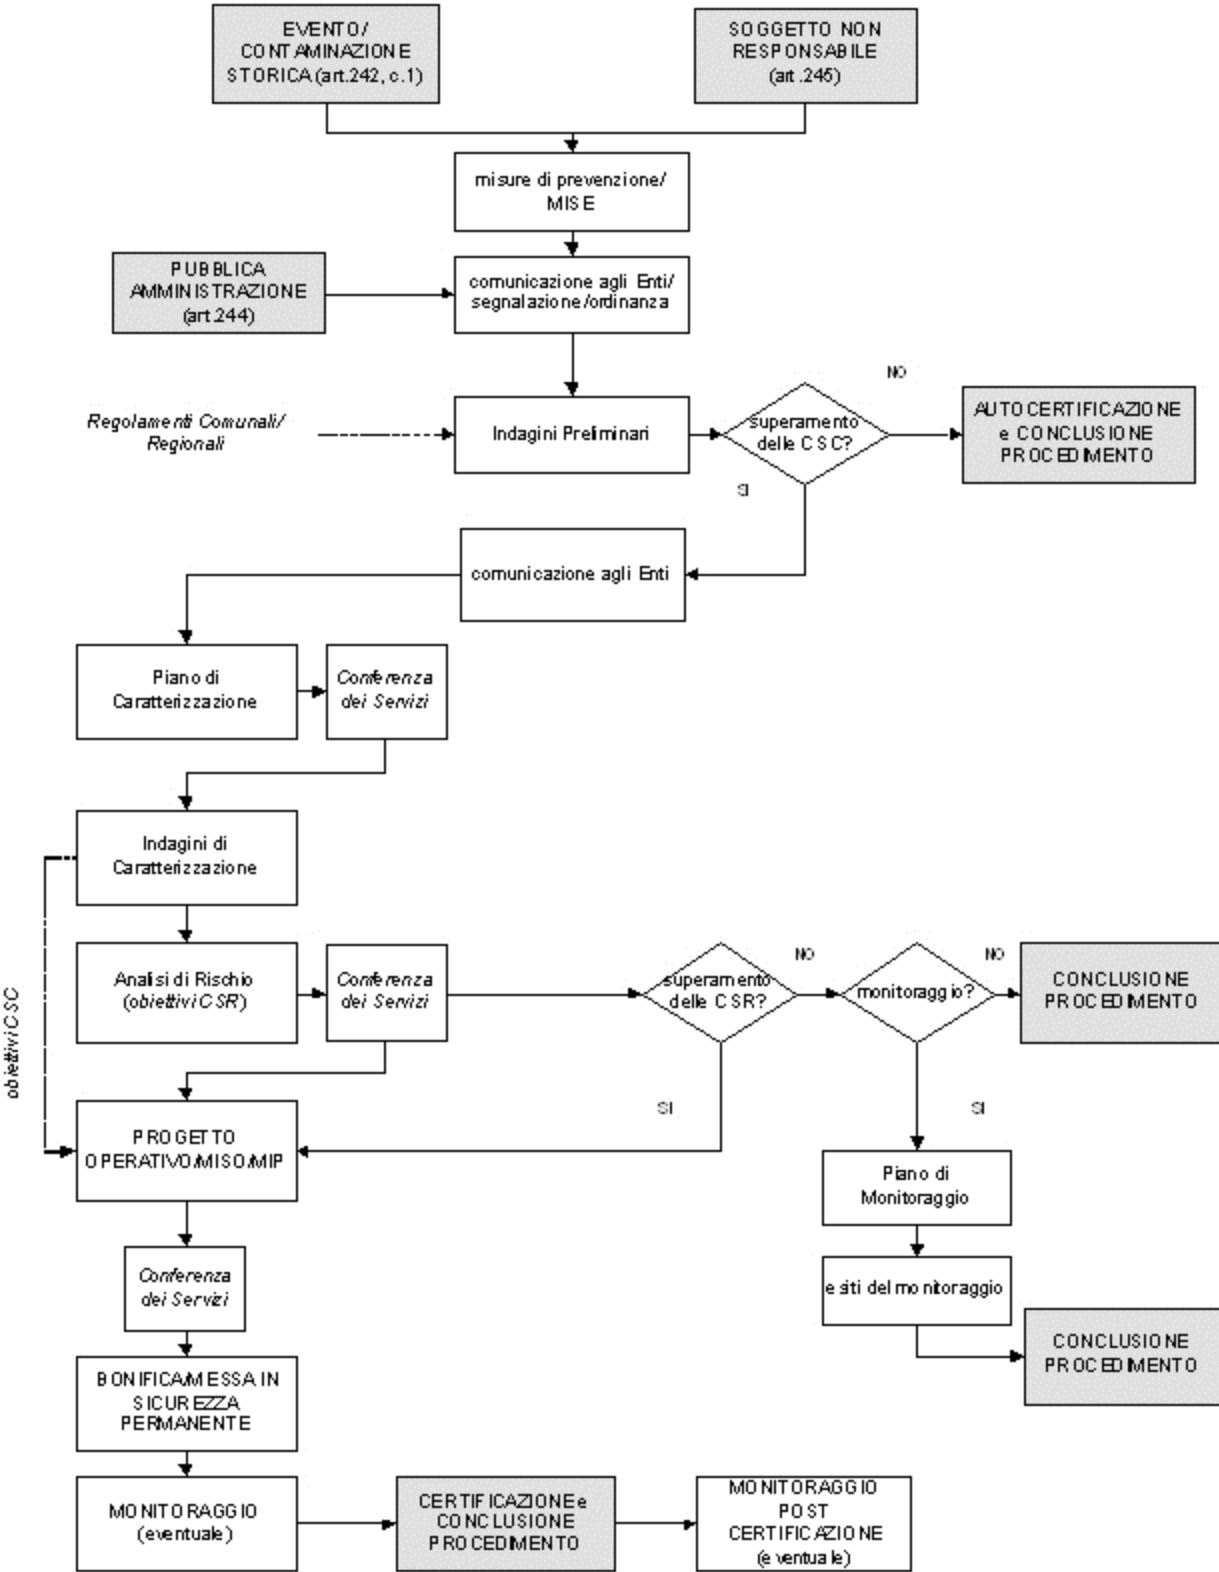 EVENTO/
CONTAMINAZIONE
STORICA (art.242, c.1)
SOGGETTO NON
RESPONSABILE
(art.245)
misure di prevenzione/
MISE
PUBBLICA
AMMINISTRAZIONE
(art.244)
comunicazione agli Enti/
segnalazione/ordinanza
Regolamenti Comunali/
Regionali
Indagini Preliminari
superamento
delle CSC?
NO
SI
AUTOCERTIFICAZIONE
e CONCLUSIONE
PROCEDIMENTO
comunicazione agli Enti
Piano di
Caratterizzazione
Conferenza
dei Servizi
Indagini di
Caratterizzazione
obiettivi CSC
Analisi di Rischio
(obiettivi CSR)
Conferenza
dei Servizi
superamento
delle CSR?
NO
SI
monitoraggio?
NO
SI
CONCLUSIONE
PROCEDIMENTO
PROGETTO
OPERATIVO/MISO/MIP
Piano di
Monitoraggio
Conferenza
dei Servizi
esiti del monitoraggio
CONCLUSIONE
PROCEDIMENTO
BONIFICA/MESSA IN
SICUREZZA
PERMANENTE
MONITORAGGIO
(eventuale)
CERTIFICAZIONE e
CONCLUSIONE
PROCEDIMENTO
MONITORAGGIO
POST
CERTIFICAZIONE
(eventuale)